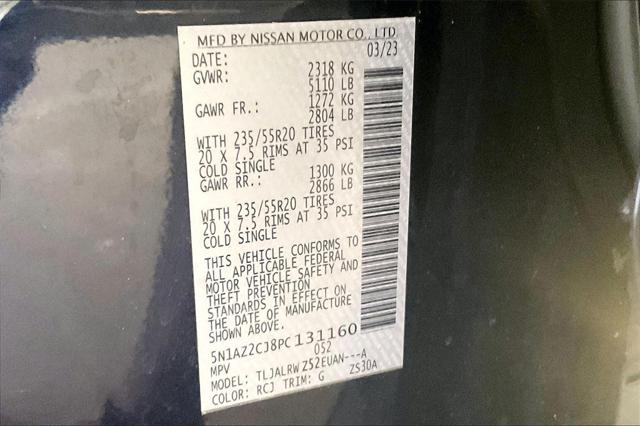 MFD BY NISSAN MOTOR CO., LTD
DATE: 03/23
GVWR: 2318 KG
5110 LB
GAWR FR.: 1272 KG
2804 LB
WITH 235/55R20 TIRES
20 X 7.5 RIMS AT 35 PSI
COLD SINGLE
GAWR RR.: 1300 KG
2866 LB
WITH 235/55R20 TIRES
20 X 7.5 RIMS AT 35 PSI
COLD SINGLE
THIS VEHICLE CONFORMS TO
ALL APPLICABLE FEDERAL
MOTOR VEHICLE SAFETY AND
THEFT PREVENTION
STANDARDS IN EFFECT ON
THE DATE OF MANUFACTURE
SHOWN ABOVE.
5N1AZ2CJ8PC131160
MPV 052
MODEL: TLJALRWZ52EUAN---A
COLOR: RCJ TRIM: G ZS30A